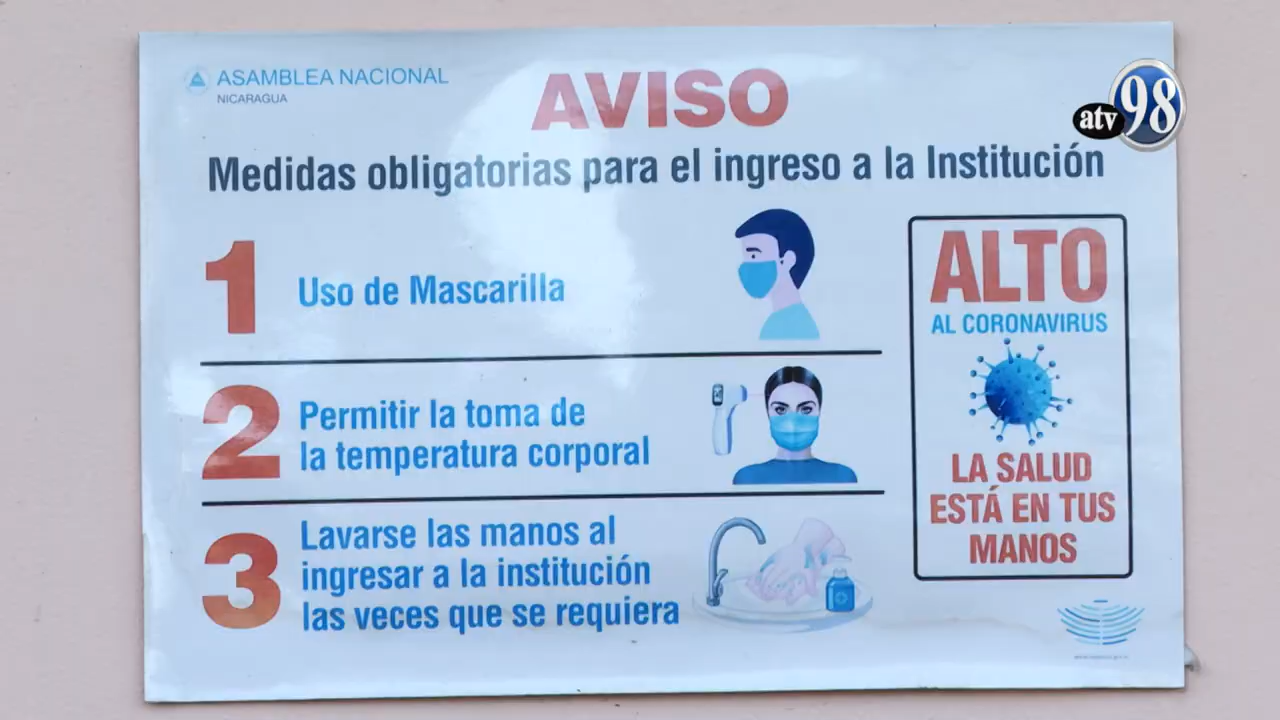 ASAMBLEA NACIONAL
NICARAGUA
AVISO
atv 98
Medidas obligatorias para el ingreso a la Institución
1 Uso de Mascarilla
2 Permitir la toma de
la temperatura corporal
3 Lavarse las manos al
ingresar a la institución
las veces que se requiera
ALTO
AL CORONAVIRUS
LA SALUD
ESTÁ EN TUS
MANOS